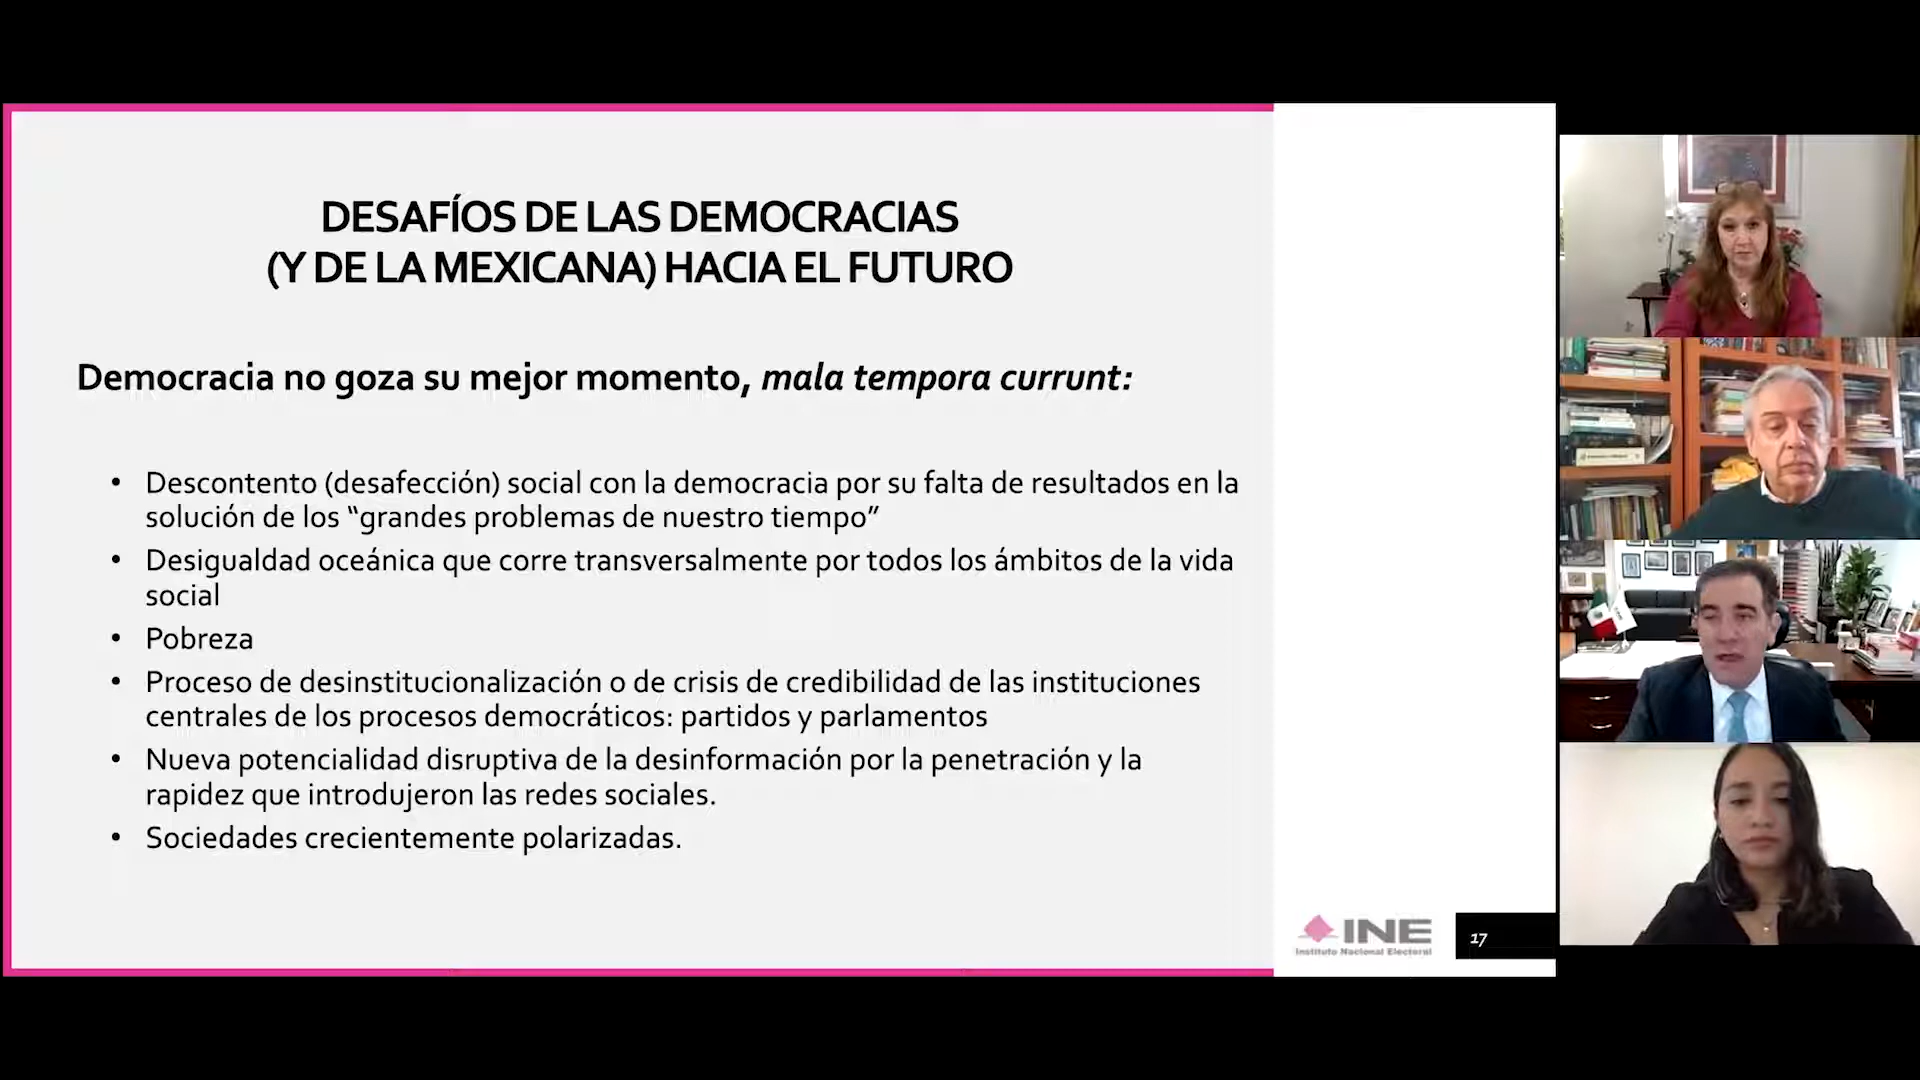 DESAFÍOS DE LAS DEMOCRACIAS
(Y DE LA MEXICANA) HACIA EL FUTURO
Democracia no goza su mejor momento, mala tempora currunt:
• Descontento (desafección) social con la democracia por su falta de resultados en la
solución de los “grandes problemas de nuestro tiempo”
• Desigualdad oceánica que corre transversalmente por todos los ámbitos de la vida
social
• Pobreza
• Proceso de desinstitucionalización o de crisis de credibilidad de las instituciones
centrales de los procesos democráticos: partidos y parlamentos
• Nueva potencialidad disruptiva de la desinformación por la penetración y la
rapidez que introdujeron las redes sociales.
• Sociedades crecientemente polarizadas.
INE
Instituto Nacional Electoral
17